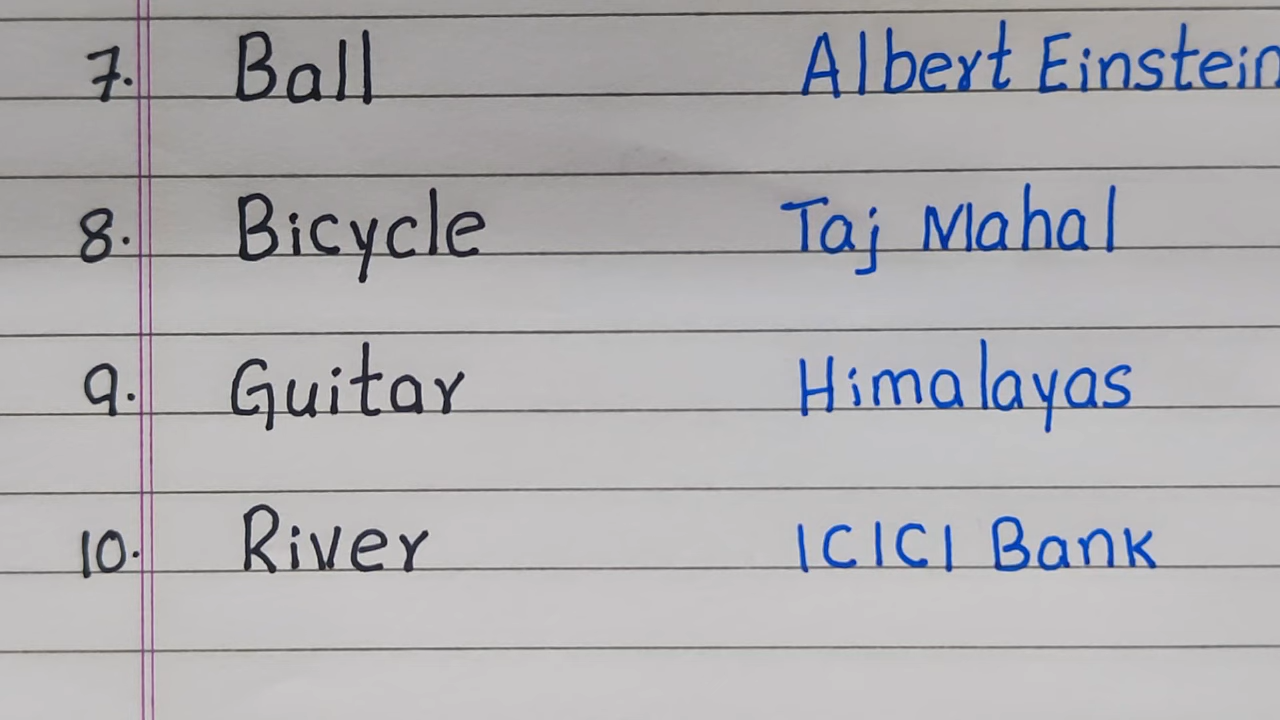 7. Ball Albert Einstein
8. Bicycle Taj Mahal
9. Guitar Himalayas
10. River ICICI Bank